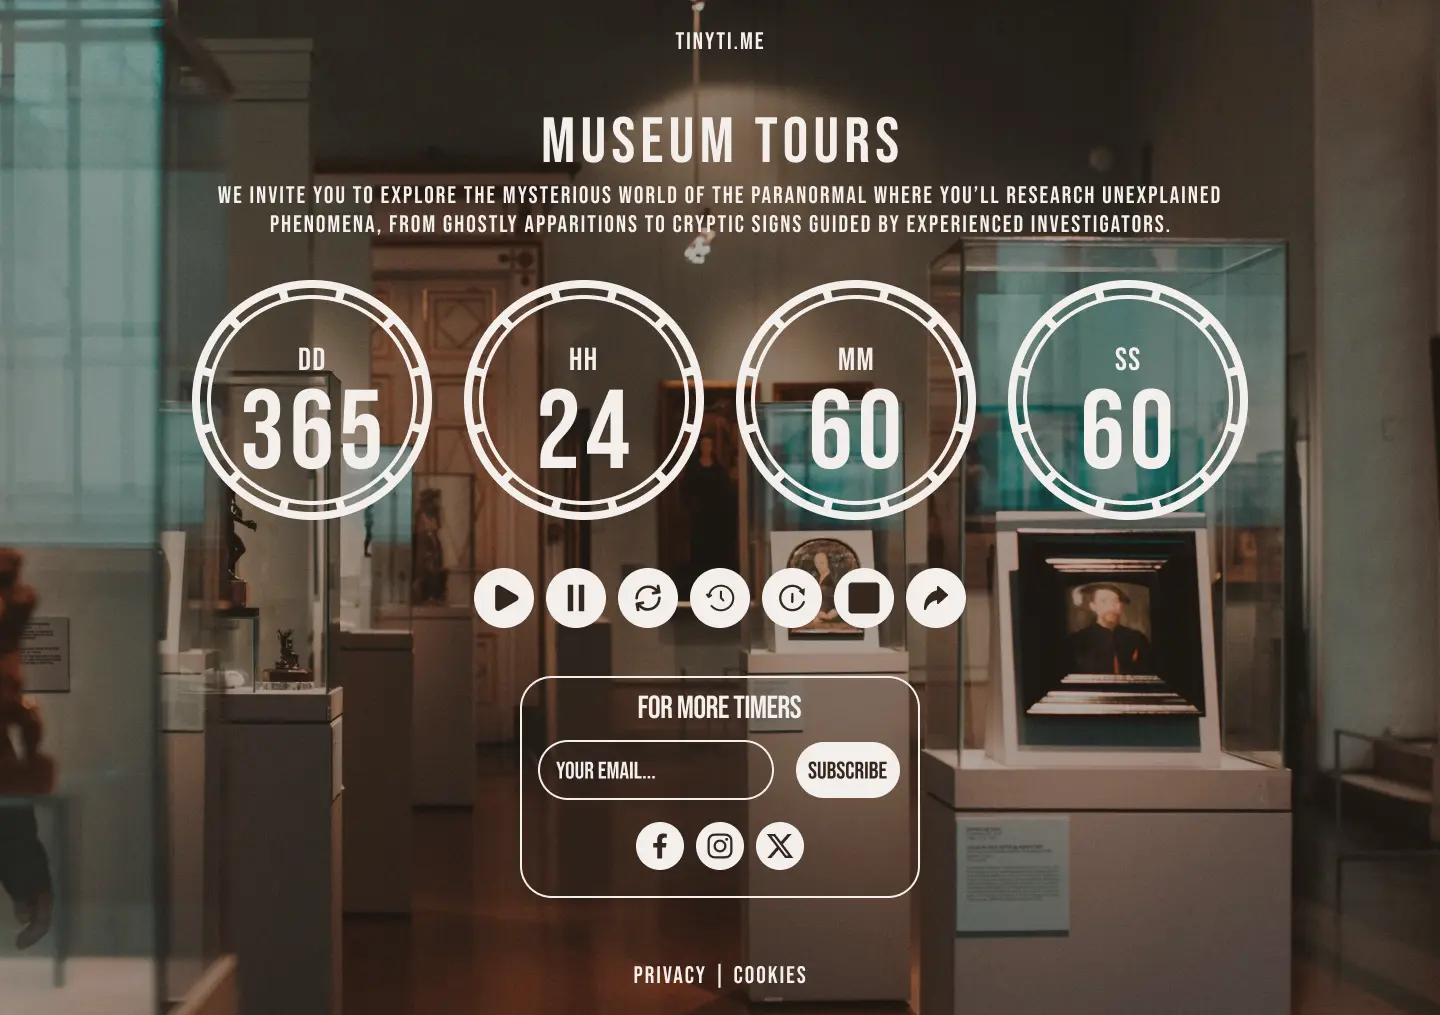 TINYTI.ME
MUSEUM TOURS
WE INVITE YOU TO EXPLORE THE MYSTERIOUS WORLD OF THE PARANORMAL WHERE YOU’LL RESEARCH UNEXPLAINED
PHENOMENA, FROM GHOSTLY APPARITIONS TO CRYPTIC SIGNS GUIDED BY EXPERIENCED INVESTIGATORS.
DD HH MM SS
365 24 60 60
FOR MORE TIMERS
YOUR EMAIL... SUBSCRIBE
PRIVACY | COOKIES